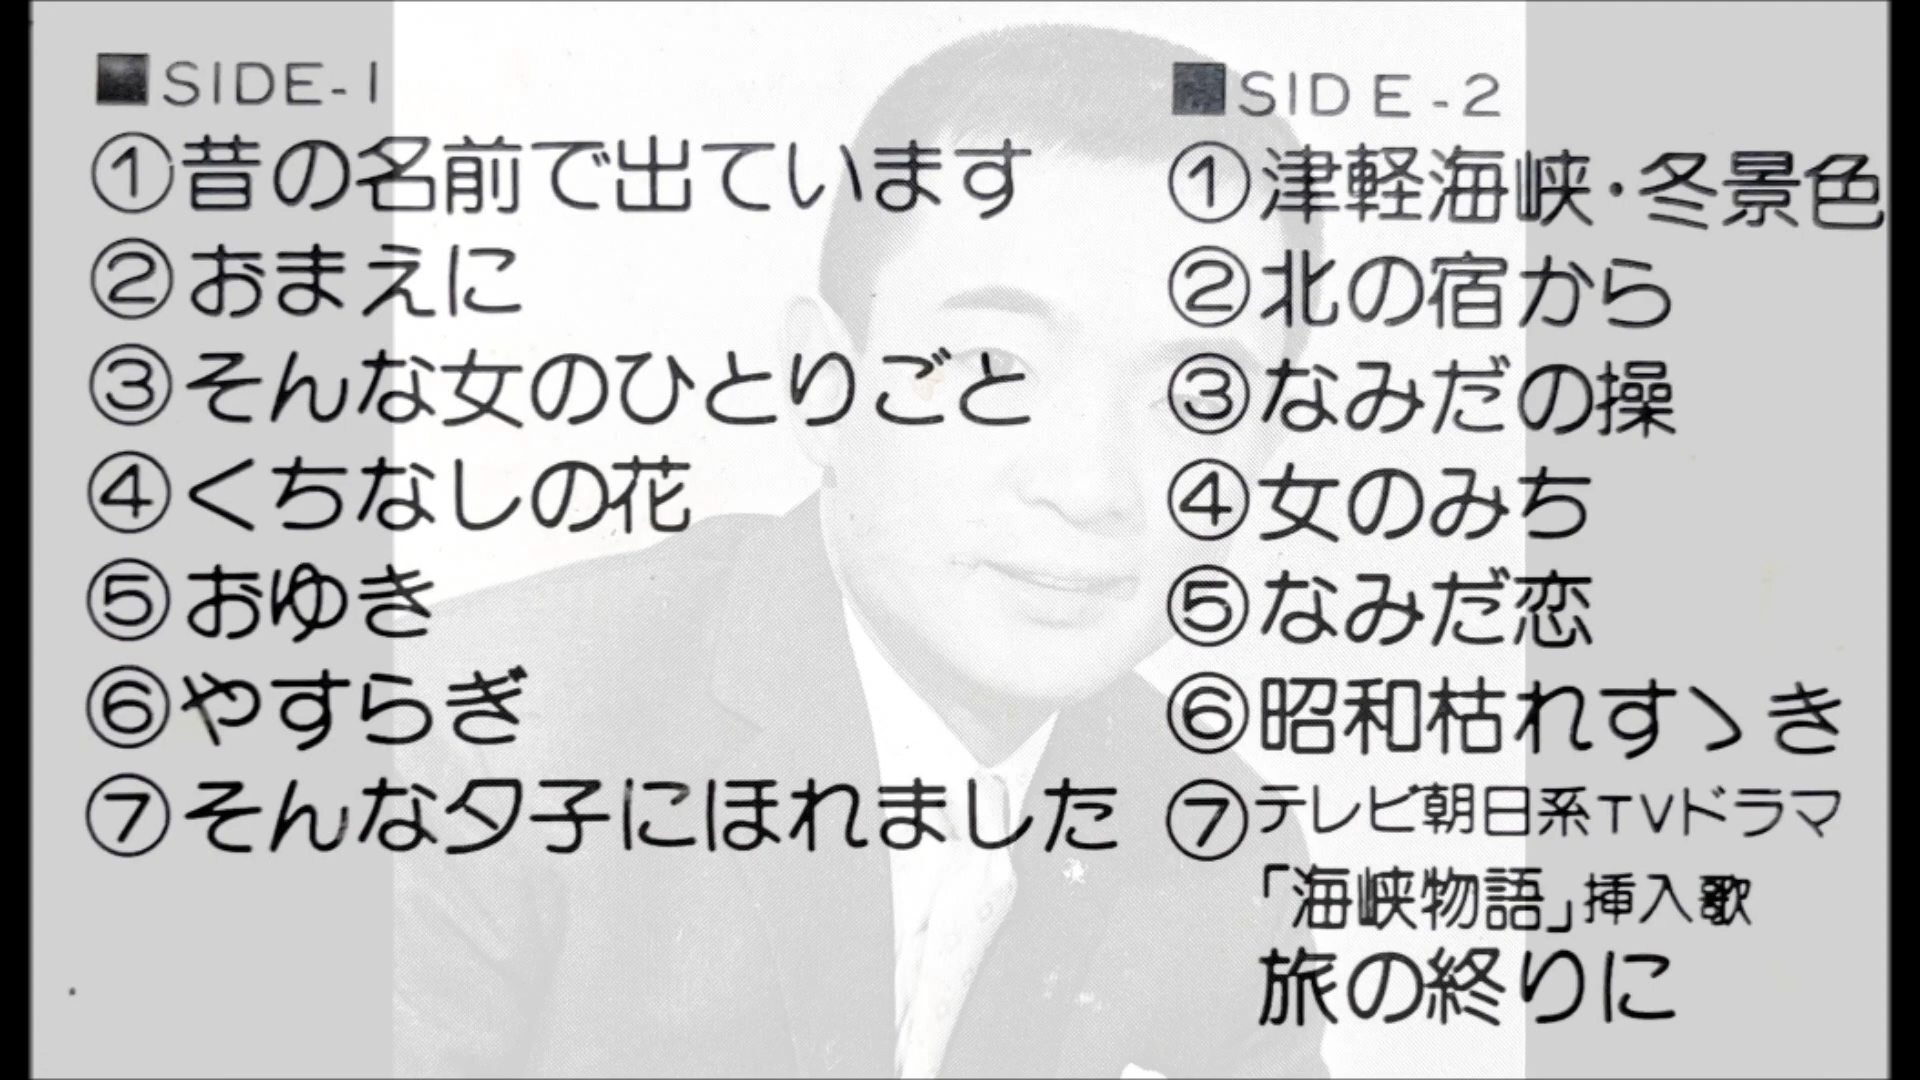 ■SIDE-1
①昔の名前で出ています
②おまえに
③そんな女のひとりごと
④くちなしの花
⑤おゆき
⑥やすらぎ
⑦そんな夕子にほれました
■SIDE-2
①津軽海峡・冬景色
②北の宿から
③なみだの操
④女のみち
⑤なみだ恋
⑥昭和枯れすゝき
⑦テレビ朝日系TVドラマ
「海峡物語」挿入歌
旅の終りに